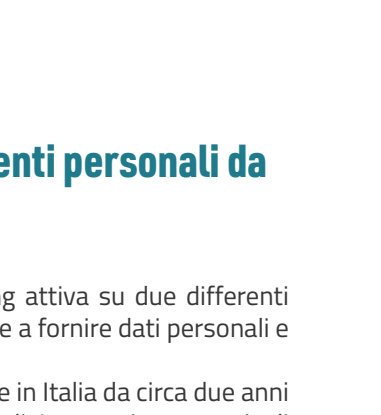 enti personali da
g attiva su due differenti
e a fornire dati personali e
e in Italia da circa due anni